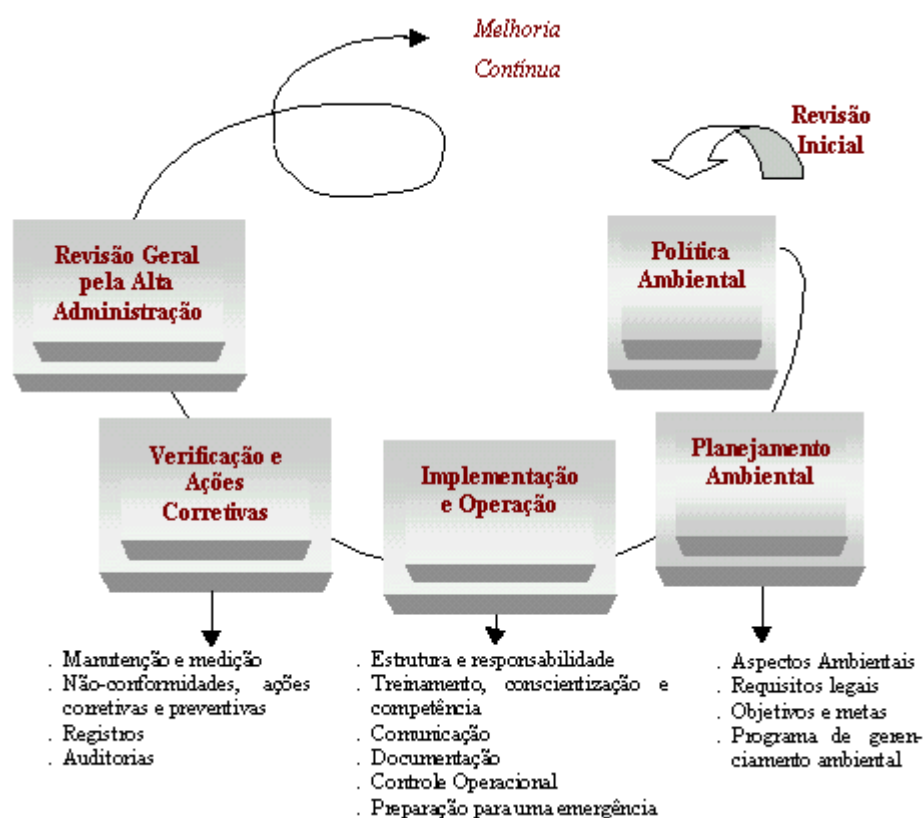 Melhoria
Contínua
Revisão
Inicial
Revisão Geral
pela Alta
Administração
Política
Ambiental
Verificação e
Ações
Corretivas
Implementação
e Operação
Planejamento
Ambiental
. Manutenção e medição
. Não-conformidades, ações
corretivas e preventivas
. Registros
. Auditorias
. Estrutura e responsabilidade
. Treinamento, conscientização e
competência
. Comunicação
. Documentação
. Controle Operacional
. Preparação para uma emergência
. Aspectos Ambientais
. Requisitos legais
. Objetivos e metas
. Programa de geren-
ciamento ambiental